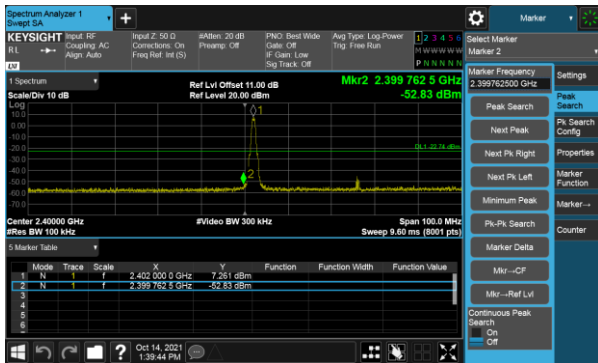 Spectrum Analyzer 1
Swept SA
+
Marker
KEYSIGHT
RL
Input: RF
Coupling: AC
Align: Auto
Input Z: 50 Ω
Corrections: On
Freq Ref: Int (S)
#Atten: 20 dB
Preamp: Off
PNO: Best Wide
Gate: Off
IF Gain: Low
Sig Track: Off
Avg Type: Log-Power
Trig: Free Run
1 2 3 4 5 6
M W W W W W
P N N N N N
Select Marker
Marker 2
LXI
1 Spectrum
Scale/Div 10 dB
Ref Lvl Offset 11.00 dB
Ref Level 20.00 dBm
Mkr2 2.399 762 5 GHz
-52.83 dBm
Log
10.0
0.00
-10.0
-20.0
-30.0
-40.0
-50.0
-60.0
-70.0
1
2
DL1 -22.74 dBm
Center 2.40000 GHz
#Res BW 100 kHz
#Video BW 300 kHz
Span 100.0 MHz
Sweep 9.60 ms (8001 pts)
5 Marker Table
Mode Trace Scale X Y Function Function Width Function Value
1 N 1 f 2.402 000 0 GHz 7.261 dBm
2 N 1 f 2.399 762 5 GHz -52.83 dBm
3
4
5
6
Marker Frequency
2.399762500 GHz
Peak Search
Next Peak
Next Pk Right
Next Pk Left
Minimum Peak
Pk-Pk Search
Marker Delta
Mkr→CF
Mkr→Ref Lvl
Continuous Peak
Search
On
Off
Settings
Peak
Search
Pk Search
Config
Properties
Marker
Function
Marker→
Counter
?
Oct 14, 2021
1:39:44 PM